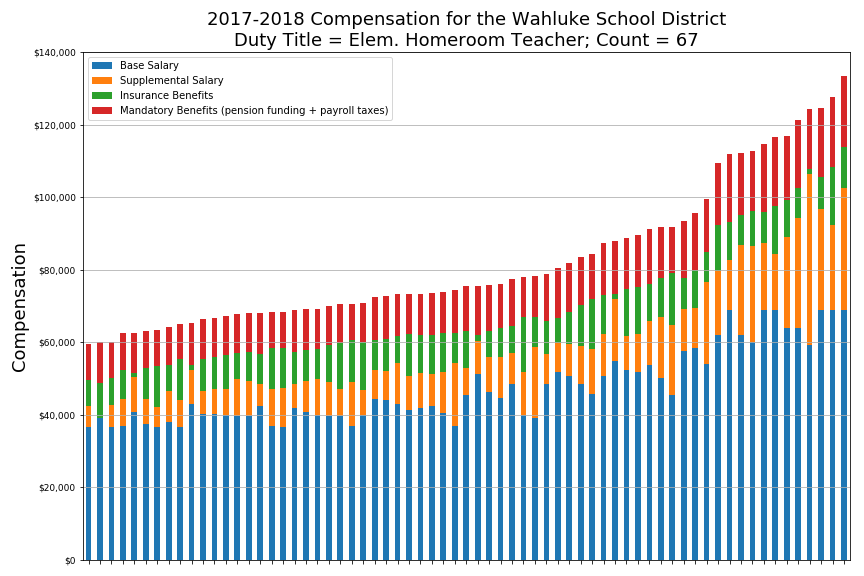 2017-2018 Compensation for the Wahluke School District
Duty Title = Elem. Homeroom Teacher; Count = 67
$140,000
Base Salary
Supplemental Salary
Insurance Benefits
Mandatory Benefits (pension funding + payroll taxes)
$120,000
$100,000
$80,000
Compensation
$60,000
$40,000
$20,000
$0